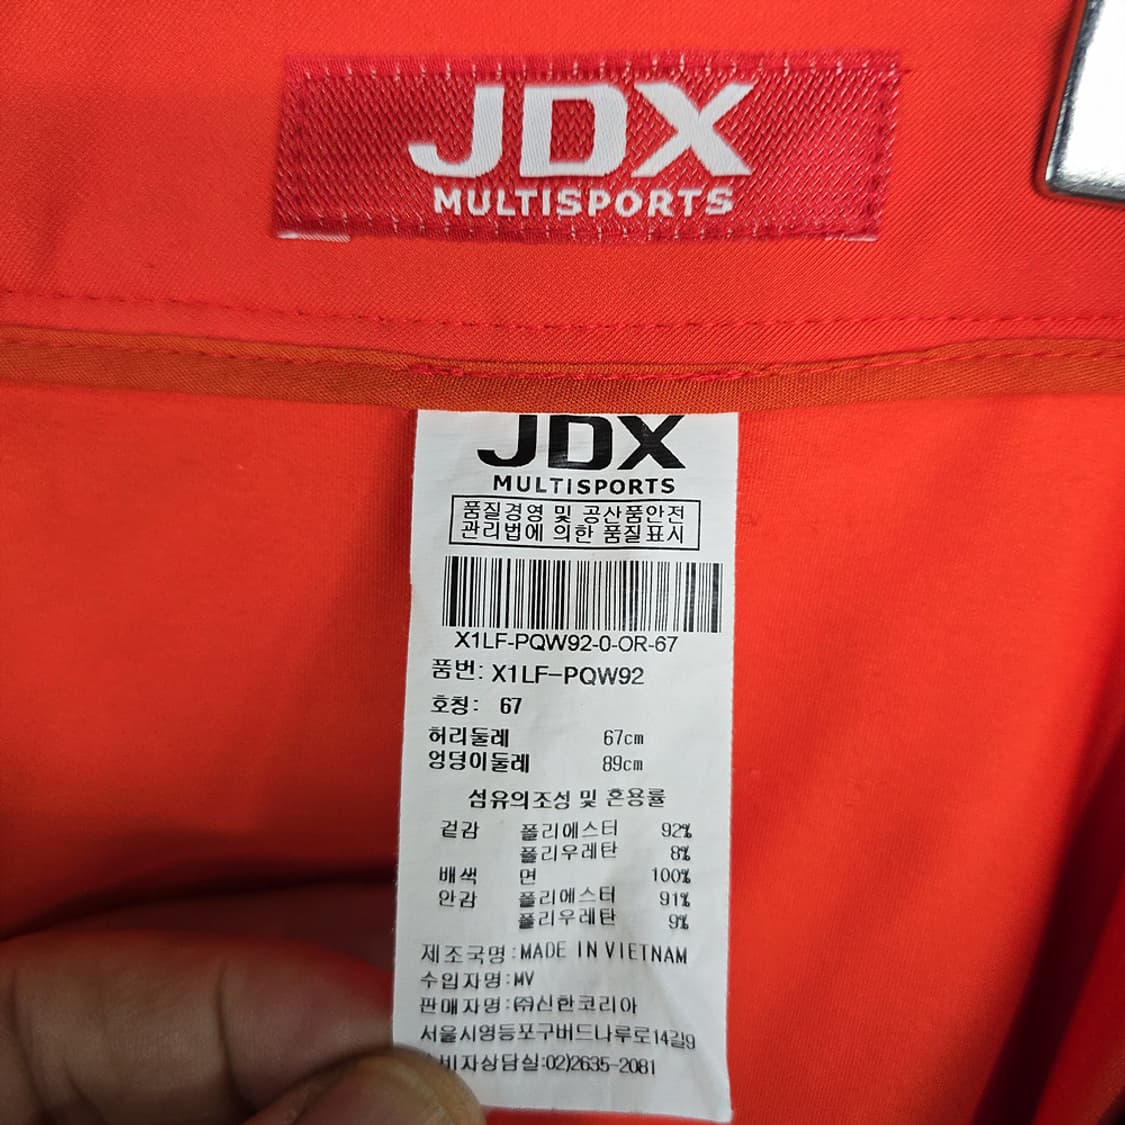 JDX
MULTISPORTS
JDX
MULTISPORTS
품질경영 및 공산품안전
관리법에 의한 품질표시
X1LF-PQW92-0-OR-67
품번: X1LF-PQW92
호칭: 67
허리둘레 67cm
엉덩이둘레 89cm
섬유의조성 및 혼용률
겉감 폴리에스터 92%
폴리우레탄 8%
배색 면 100%
안감 폴리에스터 91%
폴리우레탄 9%
제조국명:MADE IN VIETNAM
수입자명:MV
판매자명:㈜신한코리아
서울시영등포구버드나루로14길9
소비자상담실:02)2635-2081